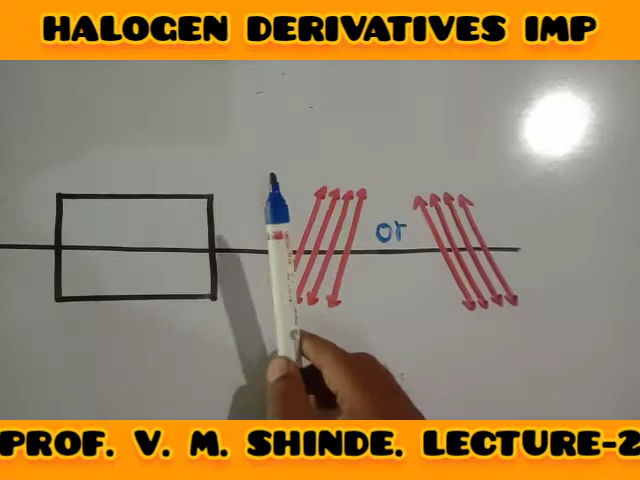 HALOGEN DERIVATIVES IMP
or
PROF. V. M. SHINDE. LECTURE-2